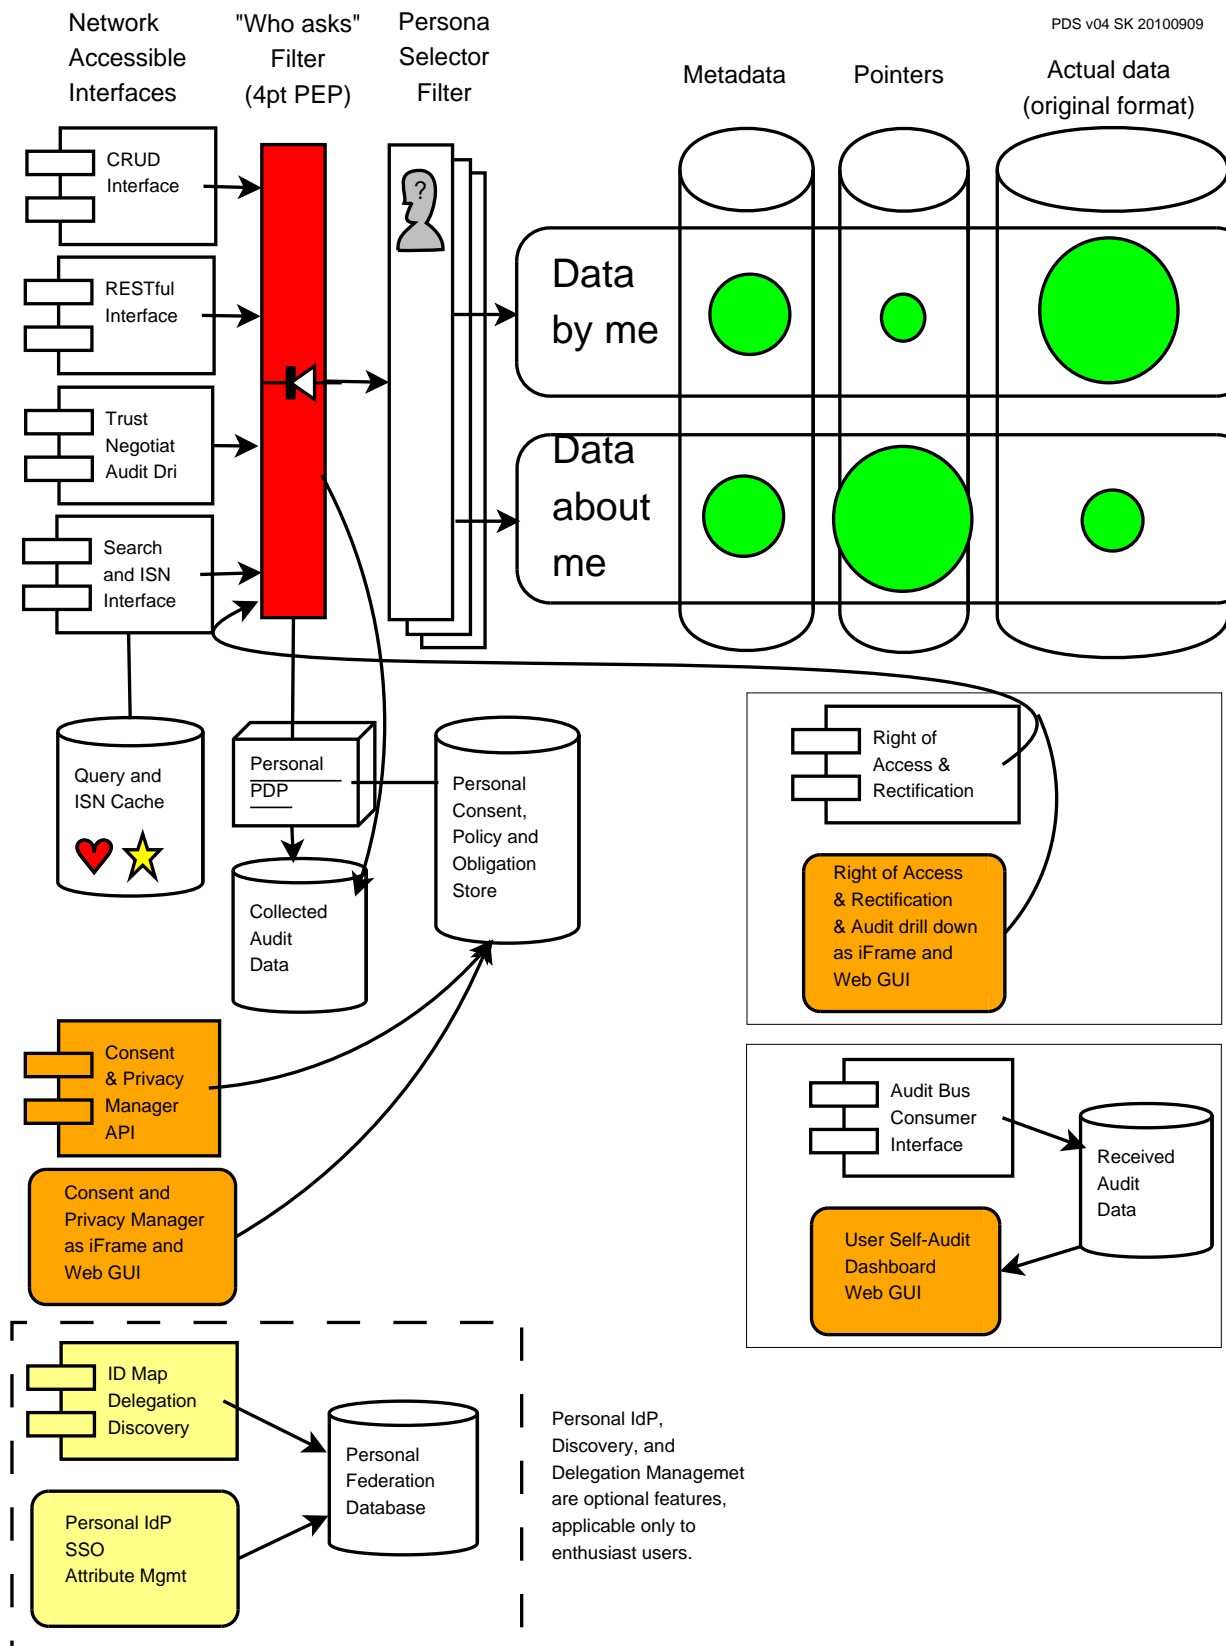 PDS v04 SK 20100909
Network
Accessible
Interfaces
"Who asks"
Filter
(4pt PEP)
Persona
Selector
Filter
Metadata
Pointers
Actual data
(original format)
CRUD
Interface
?
RESTful
Interface
Data
by me
Trust
Negotiat
Audit Dri
Data
about
me
Search
and ISN
Interface
Query and
ISN Cache
Personal
PDP
Personal
Consent,
Policy and
Obligation
Store
Collected
Audit
Data
Right of
Access &
Rectification
Right of Access
& Rectification
& Audit drill down
as iFrame and
Web GUI
Consent
& Privacy
Manager
API
Consent and
Privacy Manager
as iFrame and
Web GUI
Audit Bus
Consumer
Interface
Received
Audit
Data
User Self-Audit
Dashboard
Web GUI
ID Map
Delegation
Discovery
Personal
Federation
Database
Personal IdP
SSO
Attribute Mgmt
Personal IdP,
Discovery, and
Delegation Managemet
are optional features,
applicable only to
enthusiast users.